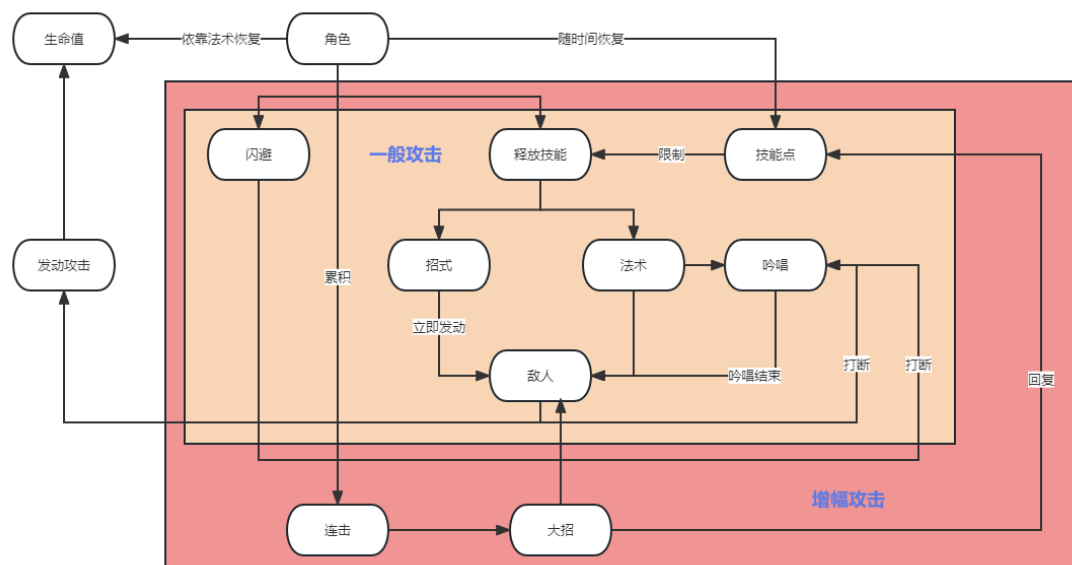 生命值
依靠法术恢复
角色
随时间恢复
闪避
一般攻击
释放技能
限制
技能点
发动攻击
累积
招式
法术
吟唱
立即发动
敌人
吟唱结束
打断
打断
回复
增幅攻击
连击
大招